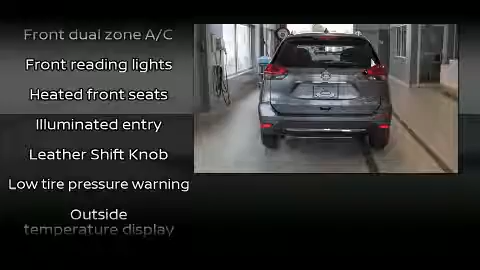 Front dual zone A/C
Front reading lights
Heated front seats
Illuminated entry
Leather Shift Knob
Low tire pressure warning
Outside
temperature display